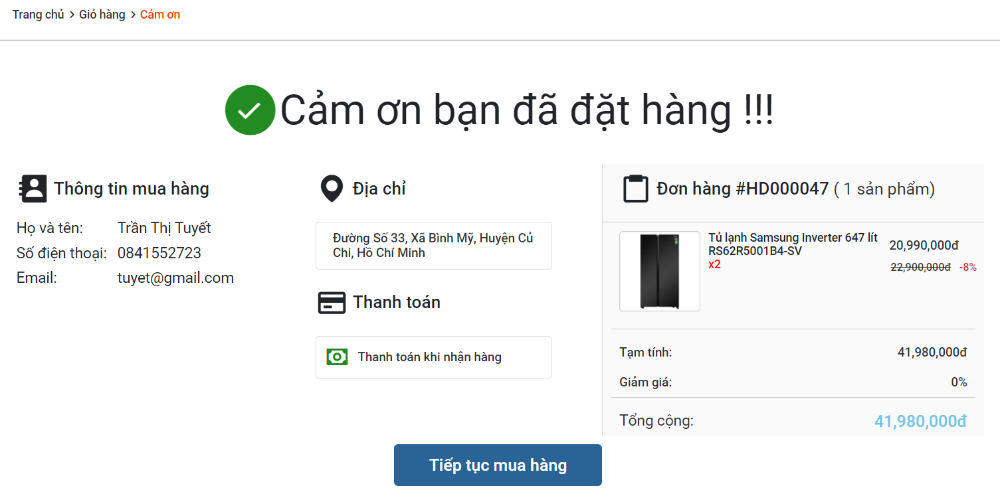 Trang chủ > Giỏ hàng > Cảm ơn
Cảm ơn bạn đã đặt hàng !!!
Thông tin mua hàng
Họ và tên: Trần Thị Tuyết
Số điện thoại: 0841552723
Email: tuyet@gmail.com
Địa chỉ
Đường Số 33, Xã Bình Mỹ, Huyện Củ
Chi, Hồ Chí Minh
Thanh toán
Thanh toán khi nhận hàng
Đơn hàng #HD000047 ( 1 sản phẩm)
Tủ lạnh Samsung Inverter 647 lít
RS62R5001B4-SV
x2
20,990,000đ
22,900,000đ -8%
Tạm tính: 41,980,000đ
Giảm giá: 0%
Tổng cộng: 41,980,000đ
Tiếp tục mua hàng